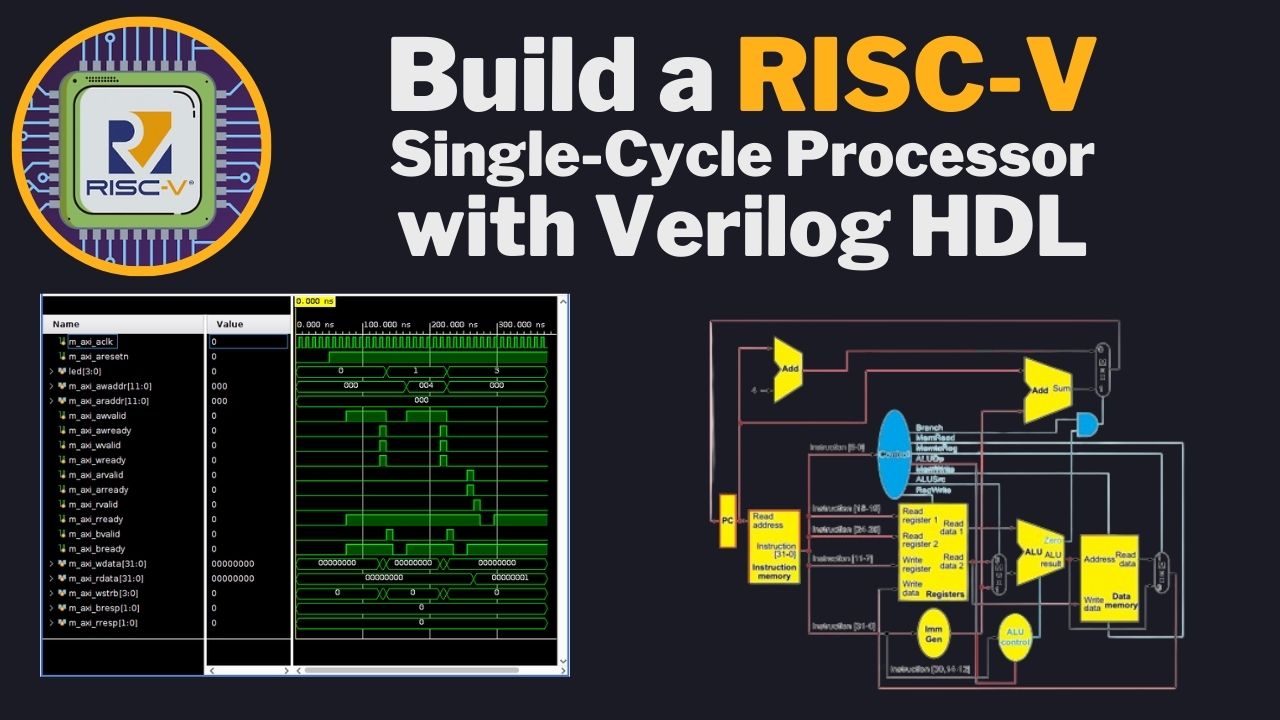 Build a RISC-V
Single-Cycle Processor
with Verilog HDL
RISC-V®
0.000 ns
Name Value
0.000 ns 100.000 ns 200.000 ns 300.000 ns
m_axi_aclk 0
m_axi_aresetn 0
led[3:0] 0 0 1 3
m_axi_awaddr[11:0] 000 000 004 000
m_axi_araddr[11:0] 000 000
m_axi_awvalid 0
m_axi_awready 0
m_axi_wvalid 0
m_axi_wready 0
m_axi_arvalid 0
m_axi_arready 0
m_axi_rvalid 0
m_axi_rready 0
m_axi_bvalid 0
m_axi_bready 0
m_axi_wdata[31:0] 00000000 00000000 00000000 00000000
m_axi_rdata[31:0] 00000000 00000000 00000001
m_axi_wstrb[3:0] 0 0 0 0
m_axi_bresp[1:0] 0 0
m_axi_rresp[1:0] 0 0
Add
4
Add Sum
0
1
Branch
MemRead
MemtoReg
ALUOp
MemWrite
ALUSrc
RegWrite
Instruction [6-0]
Control
PC
Read
address
Instruction
[31-0]
Instruction
memory
Instruction [11-7]
Read
register 1
Read
register 2
Write
register
Write
data
Read
data 1
Read
data 2
Registers
Zero
ALU
ALU
result
Address
Read
data
Write
data
Data
memory
Instruction [31-0]
Imm
Gen
ALU
control
Instruction [30,14-12]